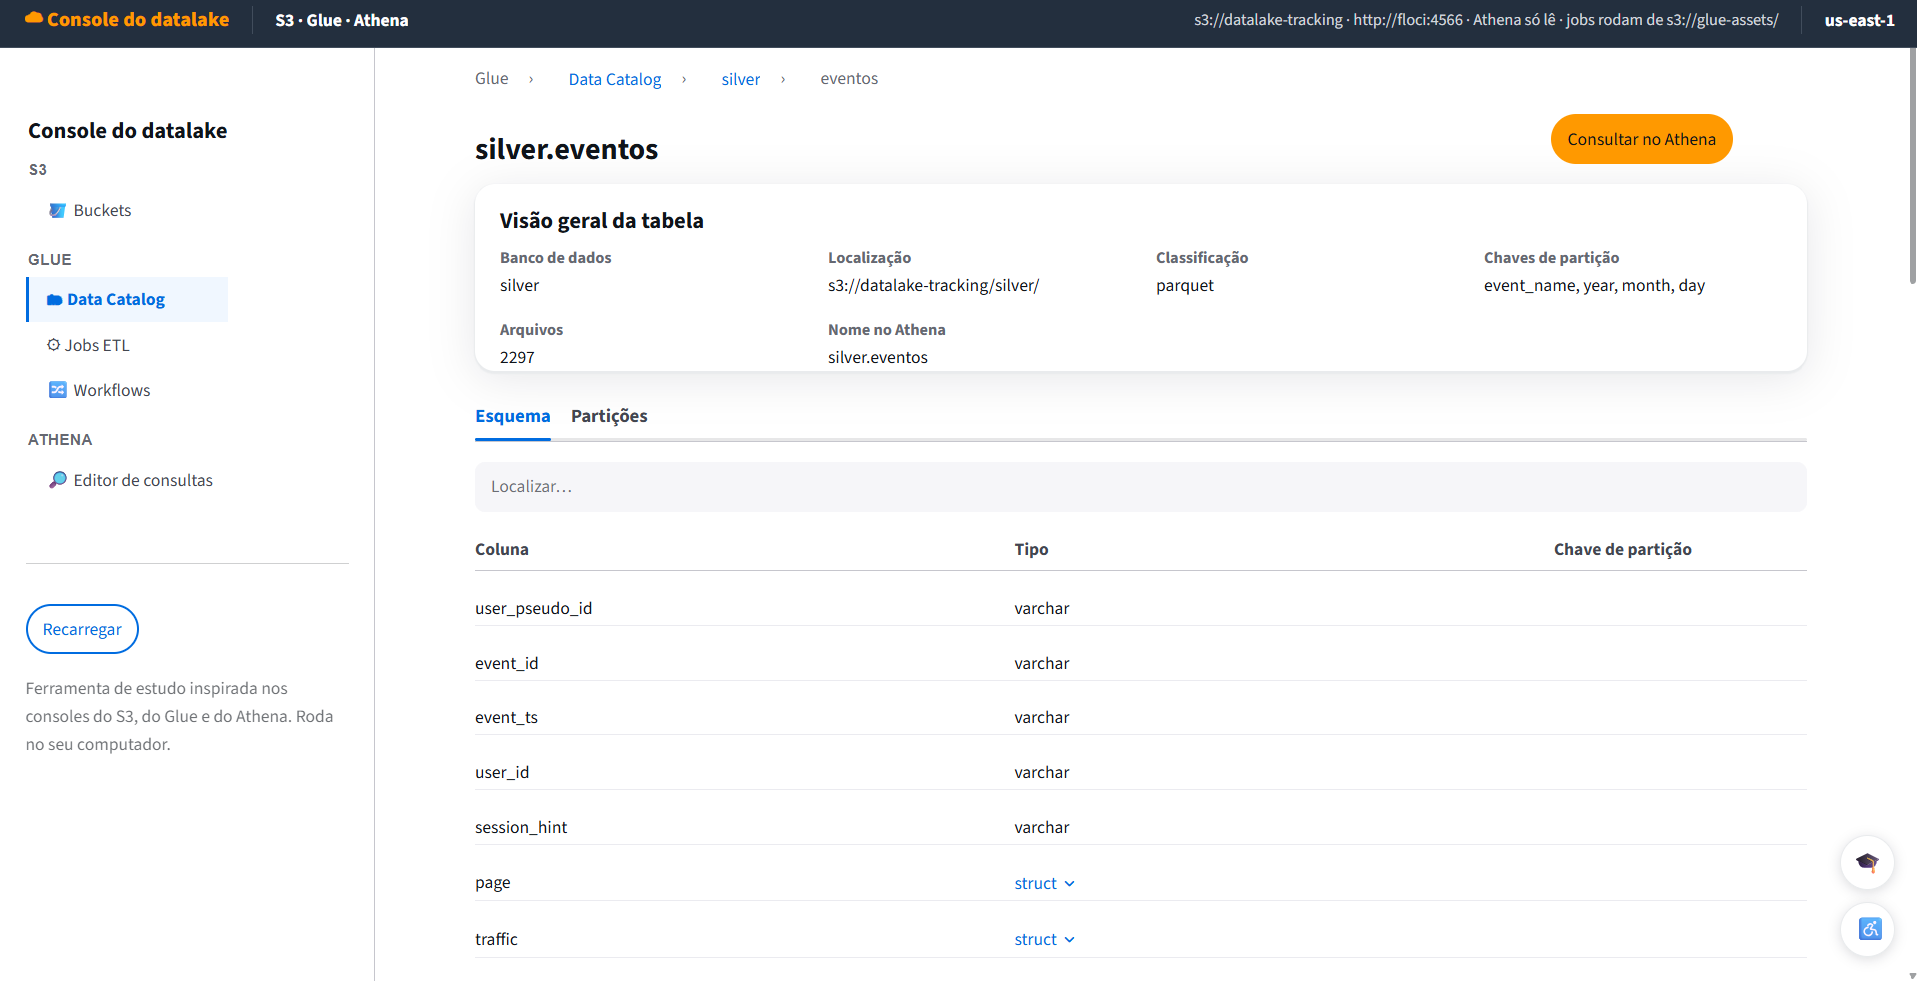 Console do datalake
S3 · Glue · Athena
s3://datalake-tracking · http://floci:4566 · Athena só lê · jobs rodam de s3://glue-assets/
us-east-1
Console do datalake
S3
Buckets
GLUE
Data Catalog
Jobs ETL
Workflows
ATHENA
Editor de consultas
Recarregar
Ferramenta de estudo inspirada nos
consoles do S3, do Glue e do Athena. Roda
no seu computador.
Glue › Data Catalog › silver › eventos
silver.eventos
Consultar no Athena
Visão geral da tabela
Banco de dados Localização Classificação Chaves de partição
silver s3://datalake-tracking/silver/ parquet event_name, year, month, day
Arquivos Nome no Athena
2297 silver.eventos
Esquema Partições
Localizar…
Coluna Tipo Chave de partição
user_pseudo_id varchar
event_id varchar
event_ts varchar
user_id varchar
session_hint varchar
page struct
traffic struct